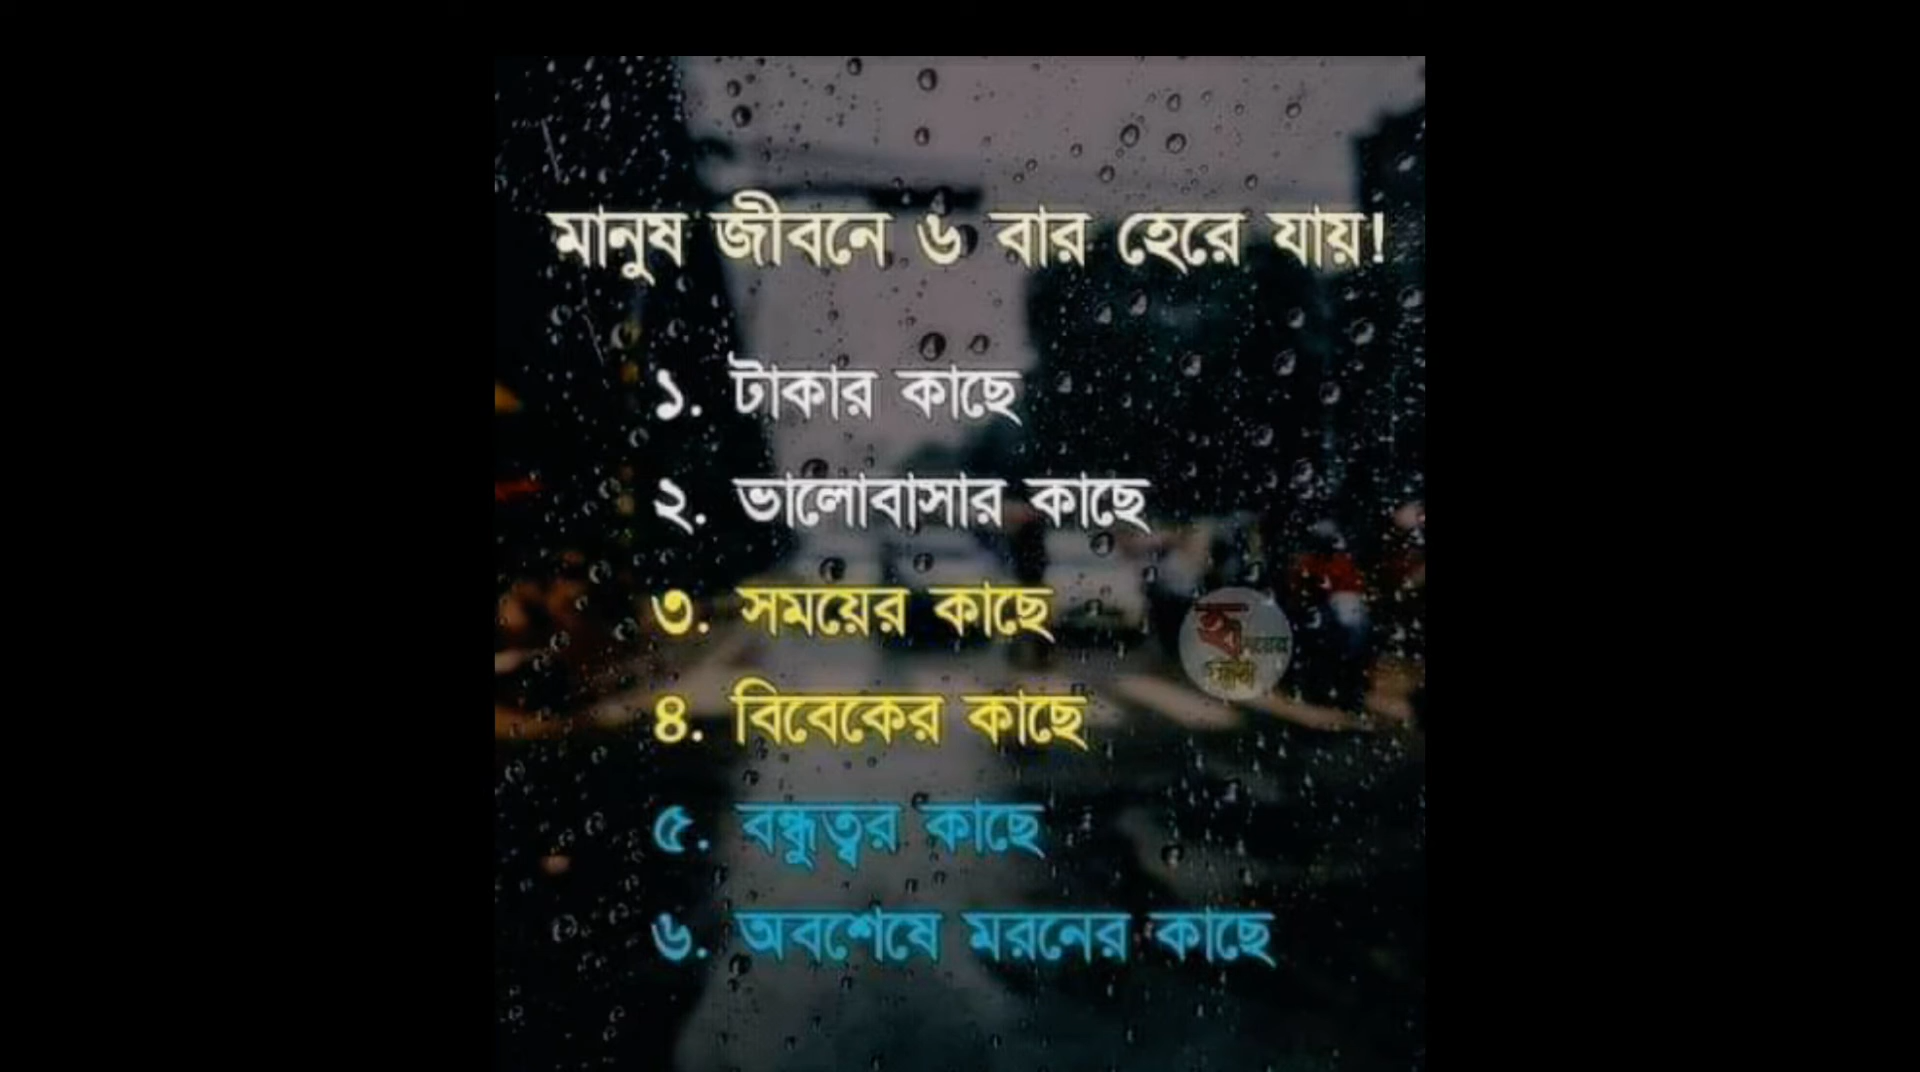 মানুষ জীবনে ৬ বার হেরে যায়!
১. টাকার কাছে
২. ভালোবাসার কাছে
৩. সময়ের কাছে
৪. বিবেকের কাছে
৫. বন্ধুত্বর কাছে
৬. অবশেষে মরনের কাছে